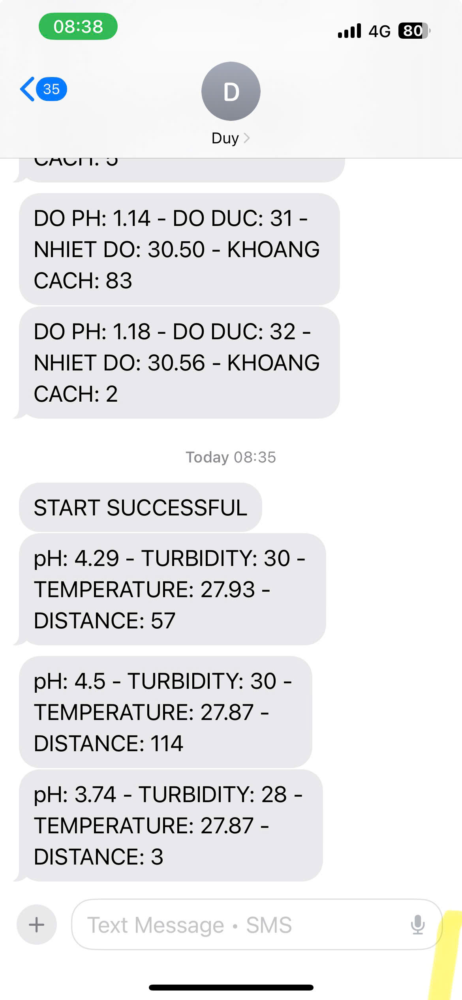 08:38
4G 80
35
D
Duy
CACH: 5
DO PH: 1.14 - DO DUC: 31 -
NHIET DO: 30.50 - KHOANG
CACH: 83
DO PH: 1.18 - DO DUC: 32 -
NHIET DO: 30.56 - KHOANG
CACH: 2
Today 08:35
START SUCCESSFUL
pH: 4.29 - TURBIDITY: 30 -
TEMPERATURE: 27.93 -
DISTANCE: 57
pH: 4.5 - TURBIDITY: 30 -
TEMPERATURE: 27.87 -
DISTANCE: 114
pH: 3.74 - TURBIDITY: 28 -
TEMPERATURE: 27.87 -
DISTANCE: 3
Text Message • SMS